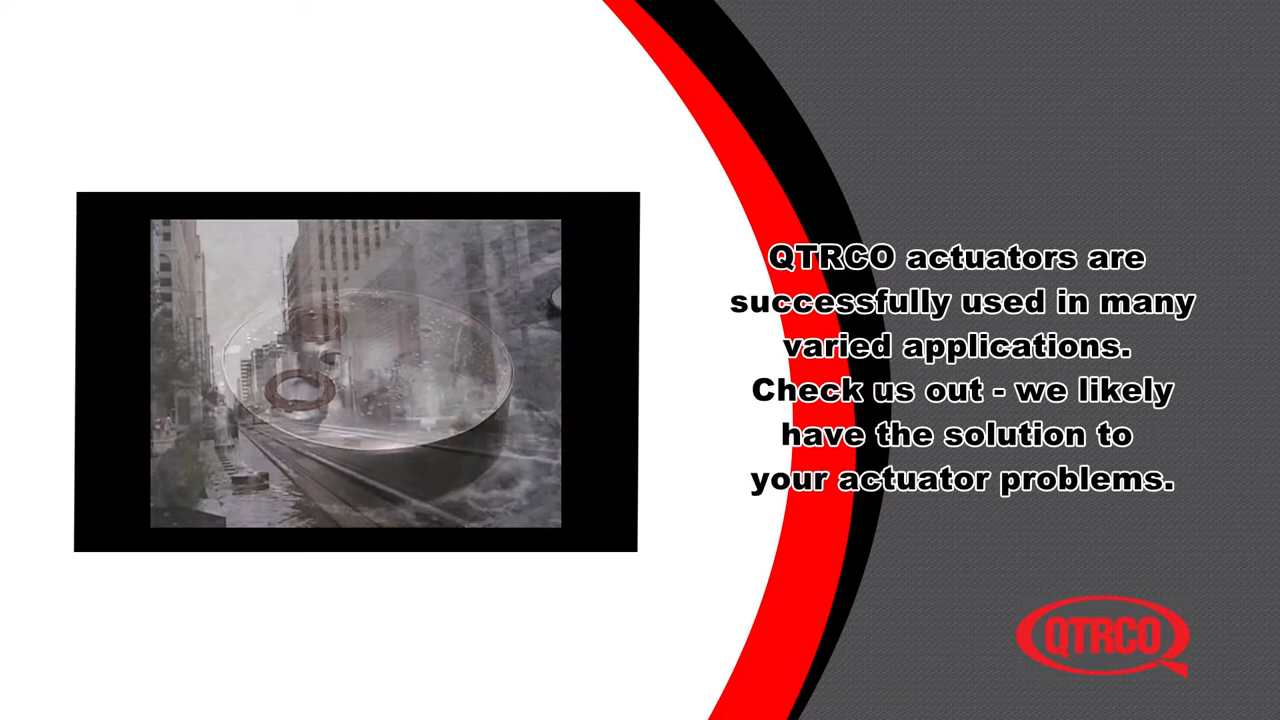 QTRCO actuators are
successfully used in many
varied applications.
Check us out - we likely
have the solution to
your actuator problems.
QTRCO